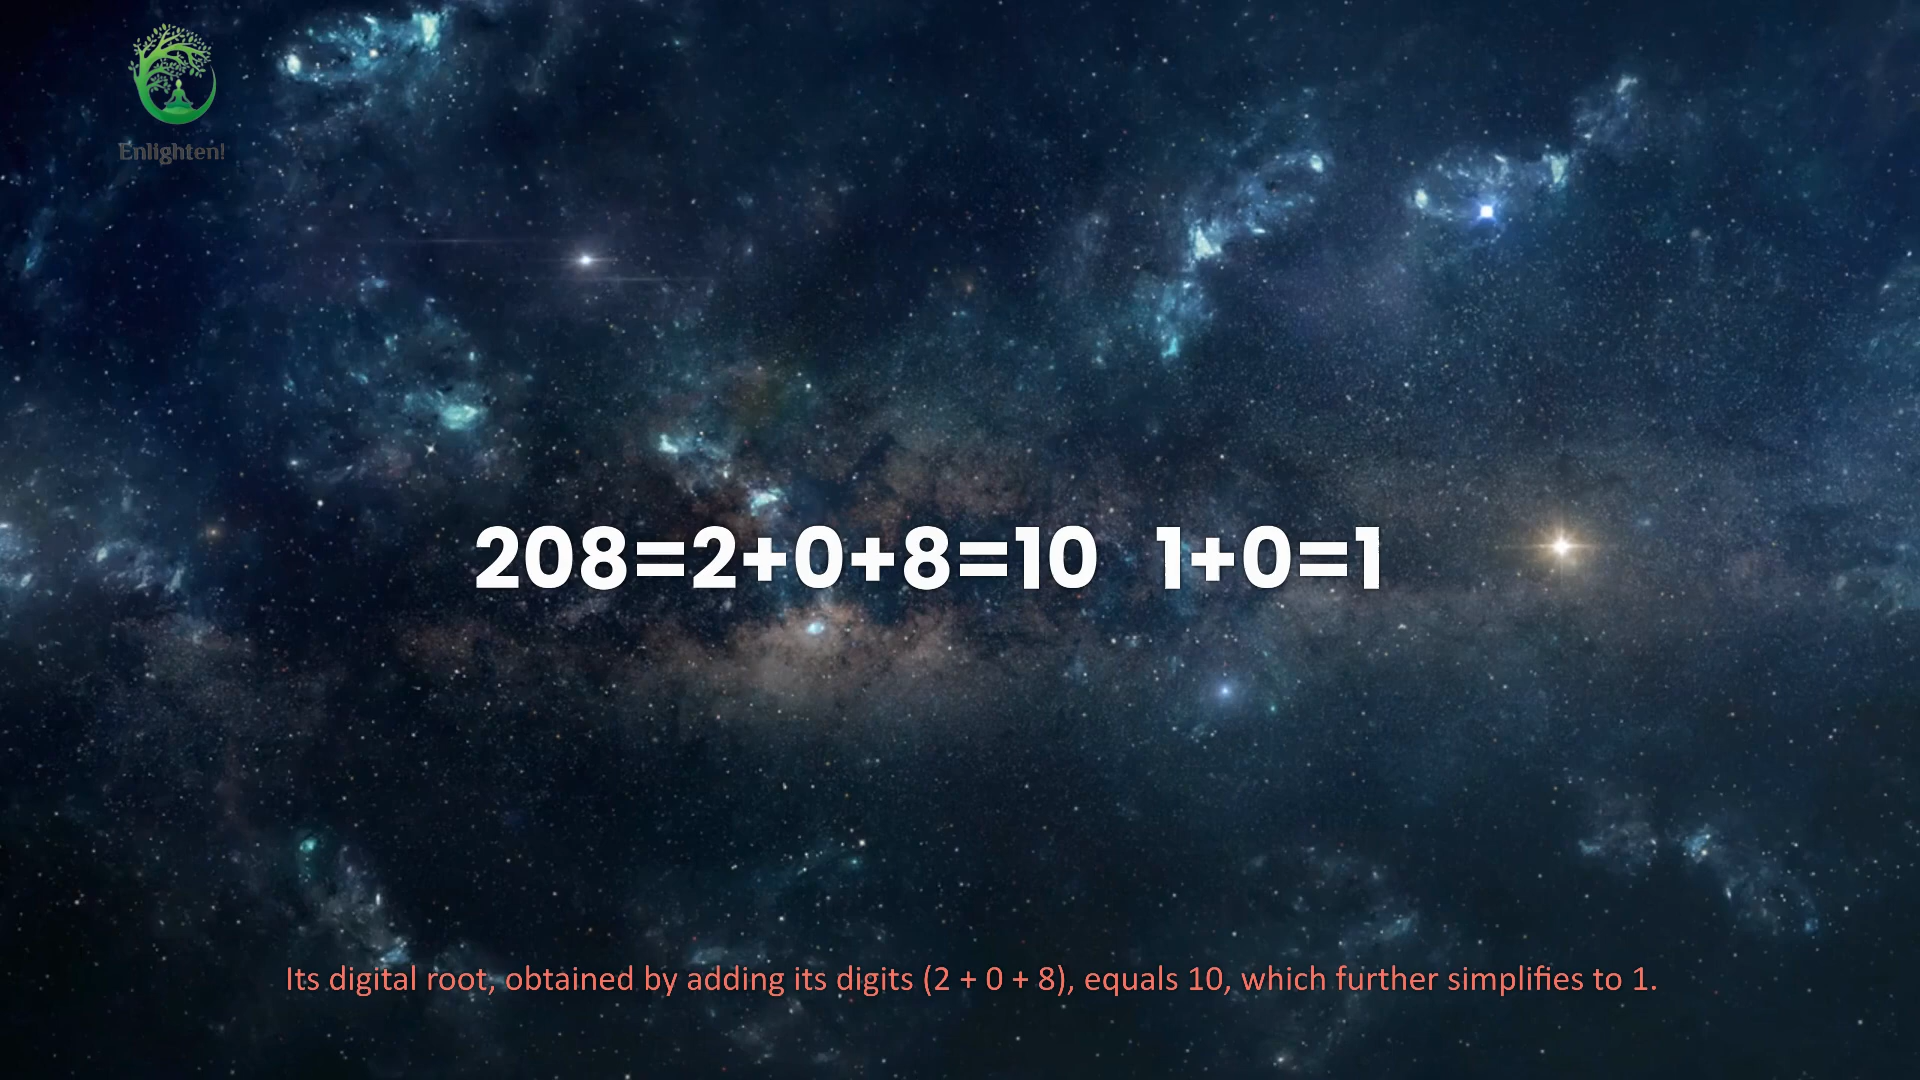 Enlighten!
208=2+0+8=10 1+0=1
Its digital root, obtained by adding its digits (2 + 0 + 8), equals 10, which further simplifies to 1.